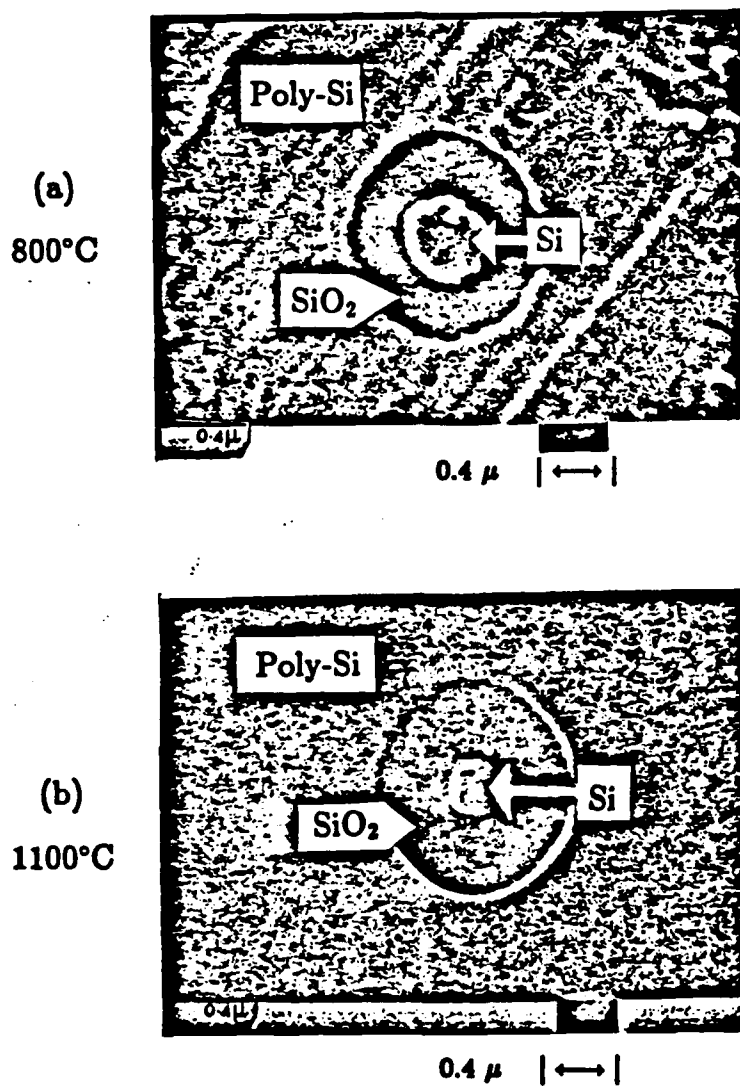 Poly-Si
(a)
800°C
Si
SiO₂
0.4μ
0.4 μ
Poly-Si
(b)
1100°C
Si
SiO₂
0.4μ
0.4 μ